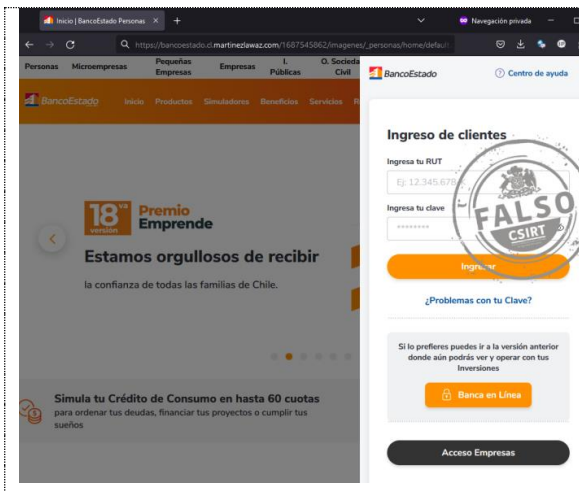 Inicio | BancoEstado Personas
Navegación privada
https://bancoestado.cl.martinezlawaz.com/1687545862/imagenes/_personas/home/default
Personas Microempresas Pequeñas Empresas Empresas I. Públicas O. Sociedad Civil
BancoEstado Inicio Productos Simuladores Beneficios Servicios
18va versión Premio Emprende
Estamos orgullosos de recibir
la confianza de todas las familias de Chile.
Simula tu Crédito de Consumo en hasta 60 cuotas
para ordenar tus deudas, financiar tus proyectos o cumplir tus
sueños
BancoEstado
Centro de ayuda
Ingreso de clientes
Ingresa tu RUT
Ej: 12.345.678
Ingresa tu clave
********
FALSO
CSIRT
Ingresar
¿Problemas con tu Clave?
Si lo prefieres puedes ir a la versión anterior
donde aún podrás ver y operar con tus
Inversiones
Banca en Línea
Acceso Empresas